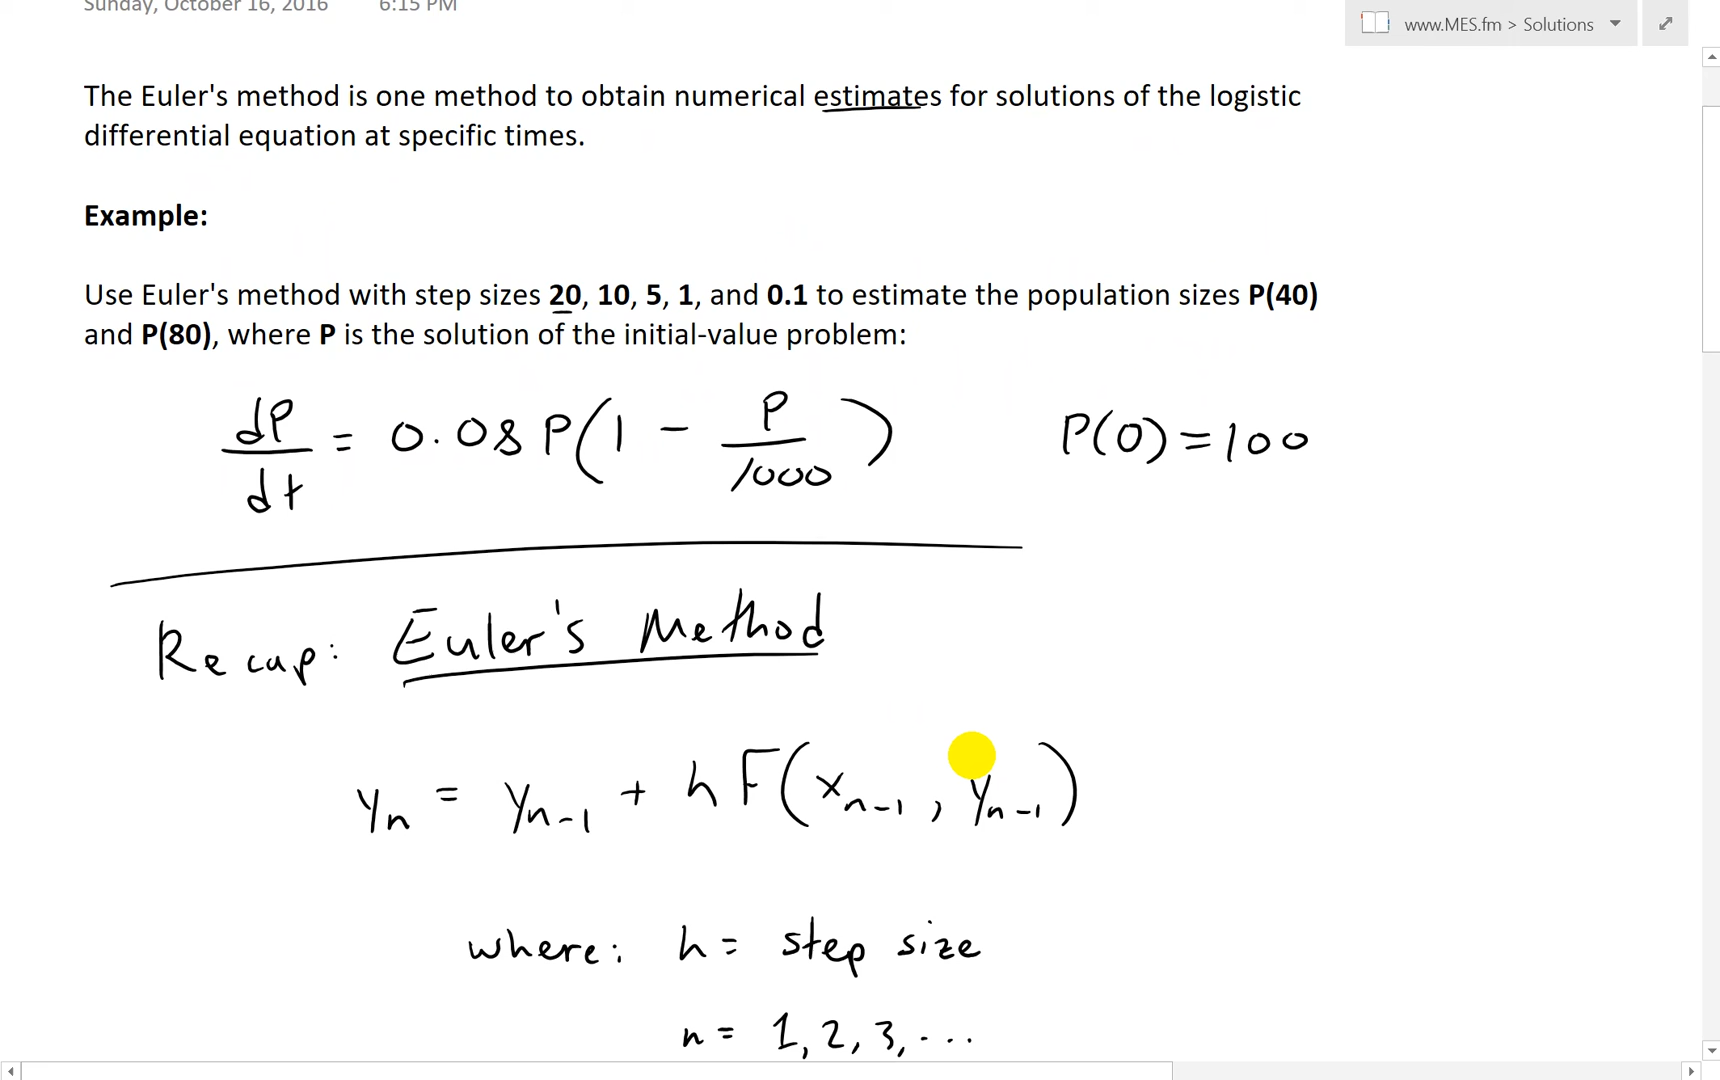 Sunday, October 16, 2016 6:15 PM
www.MES.fm > Solutions
The Euler's method is one method to obtain numerical estimates for solutions of the logistic
differential equation at specific times.
Example:
Use Euler's method with step sizes 20, 10, 5, 1, and 0.1 to estimate the population sizes P(40)
and P(80), where P is the solution of the initial-value problem:
dP/dt = 0.08 P(1 - P/1000) P(0) = 100
Recap: Euler's Method
yₙ = yₙ₋₁ + h F(xₙ₋₁, yₙ₋₁)
where: h = step size
n = 1, 2, 3, ...